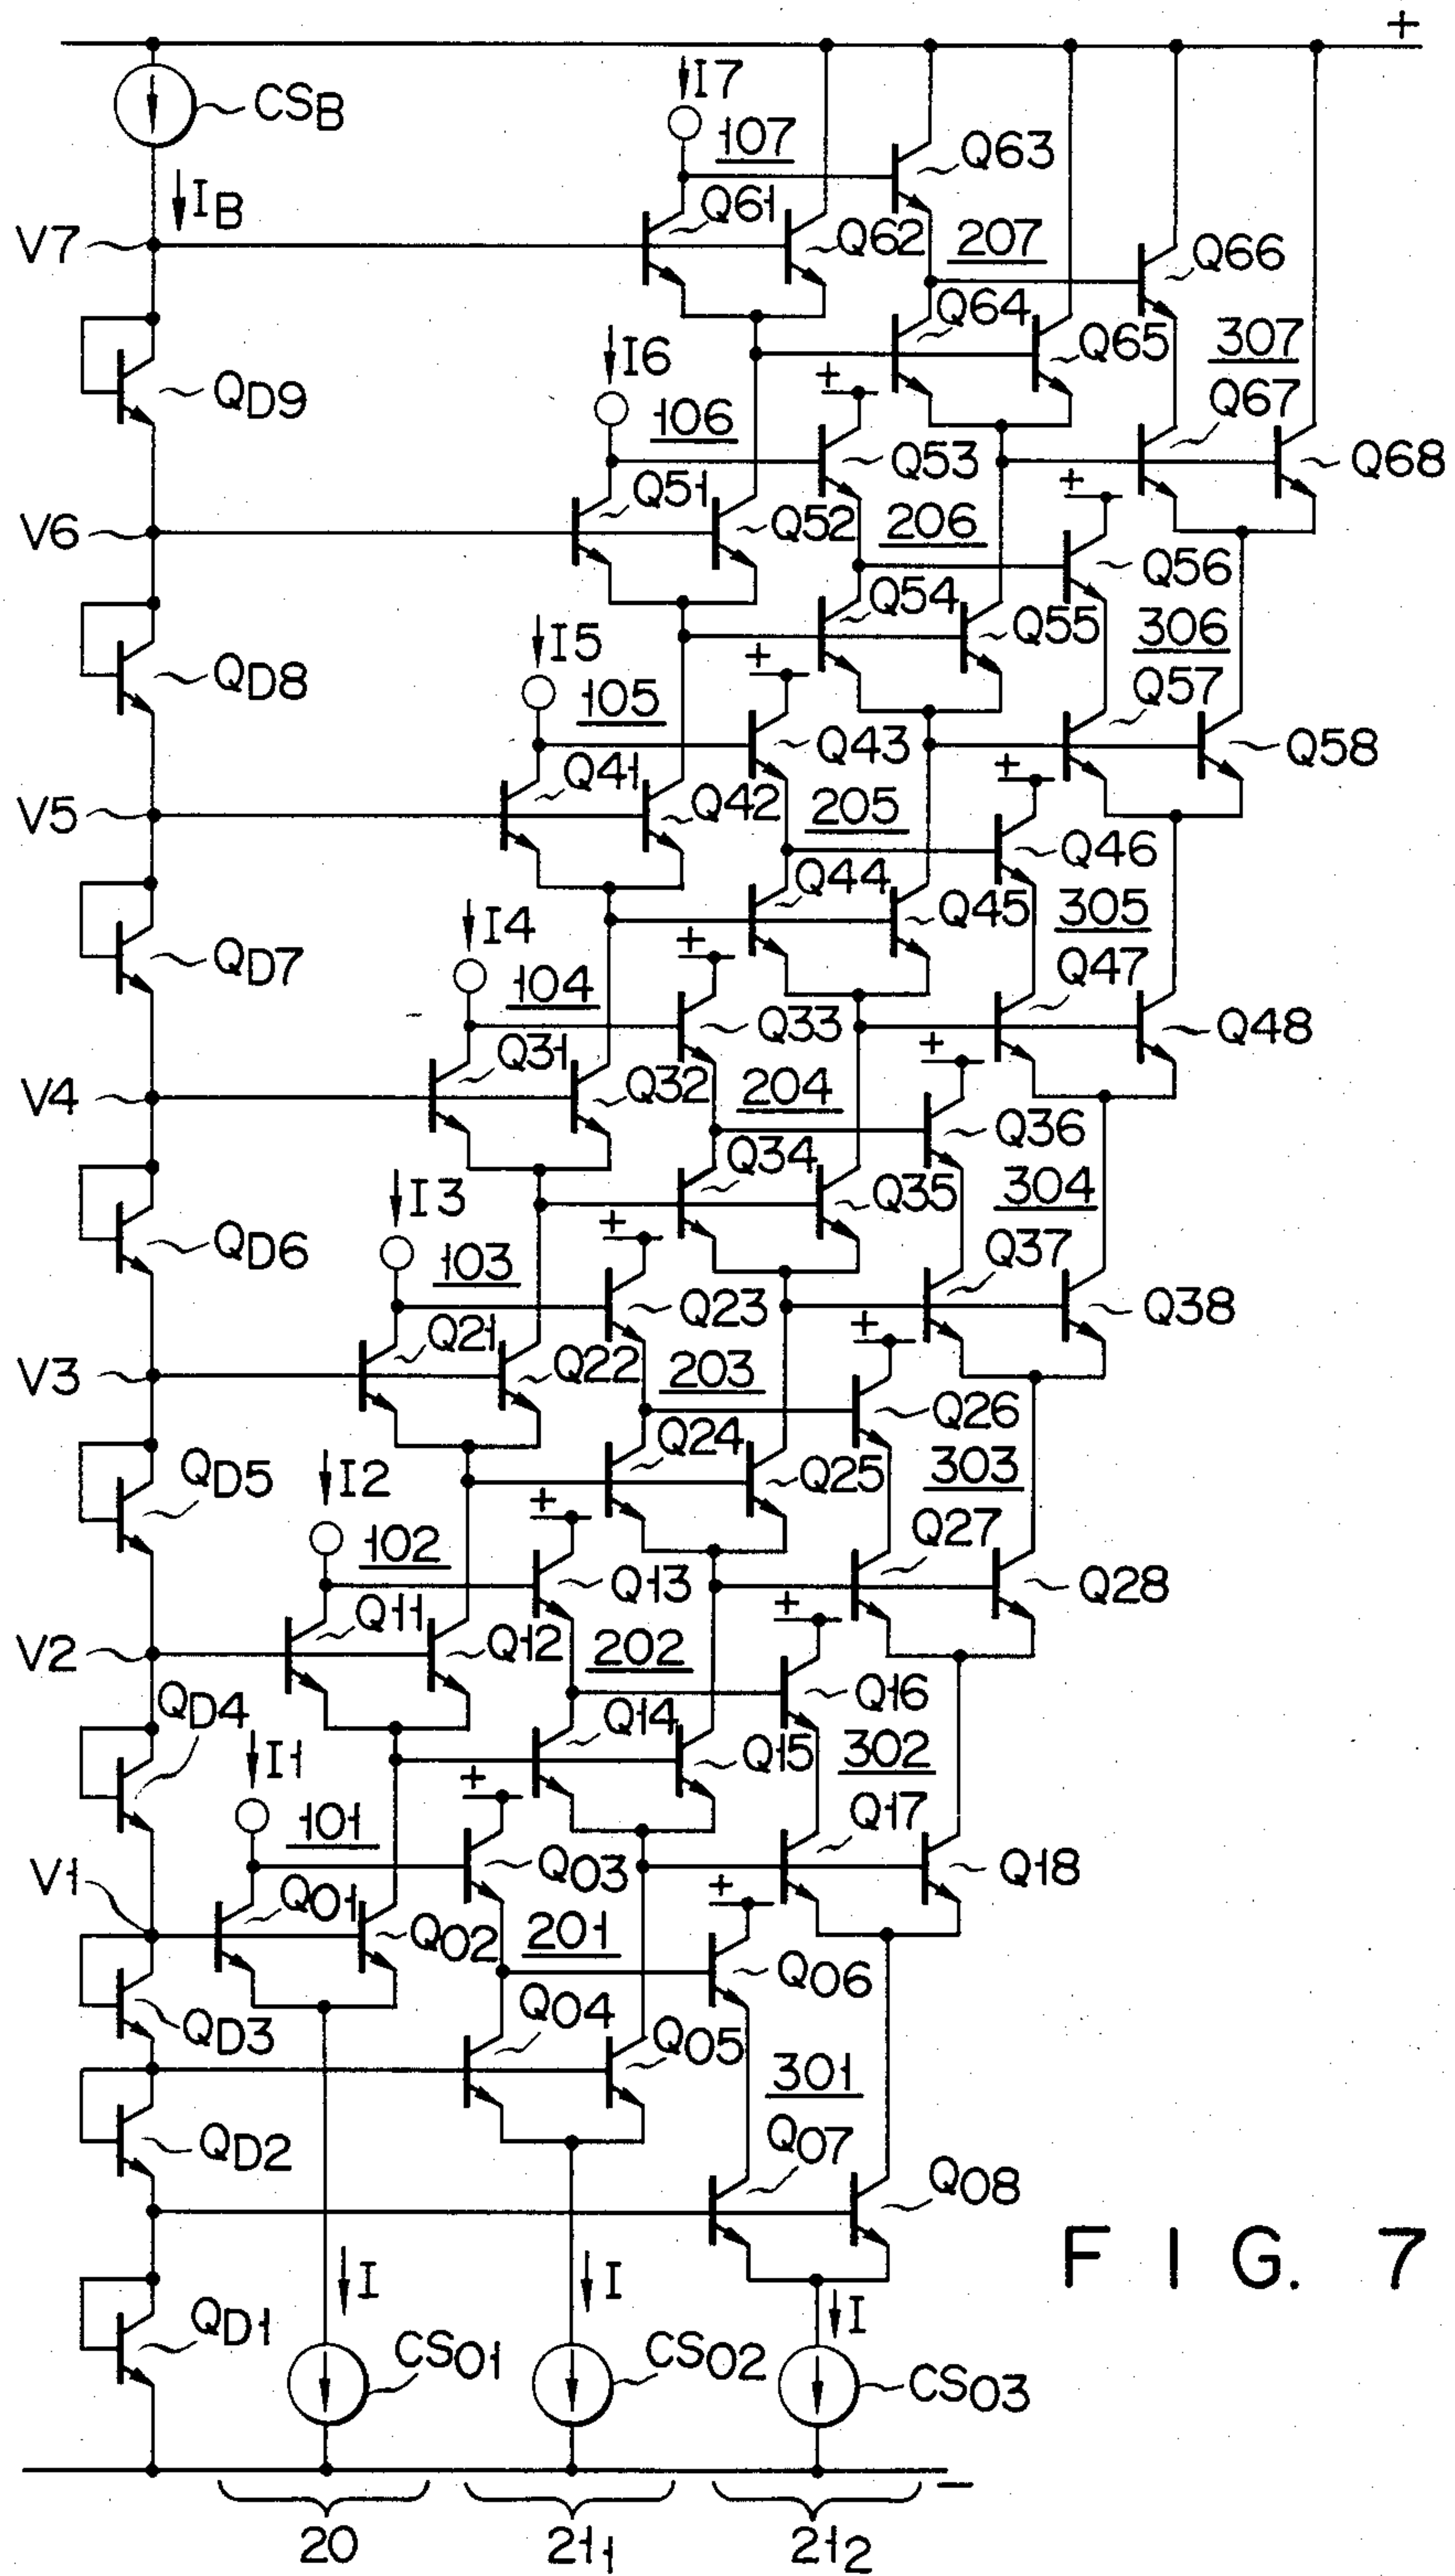 +
CSB
I7
107
Q63
IB
Q61
V7
Q62
207
Q66
Q64
307
I6
Q65
+
QD9
106
Q67
Q53
Q68
Q51
+
V6
Q52
206
Q56
Q54
I5
Q55
306
+
QD8
105
Q57
Q43
Q58
Q41
+
V5
Q42
205
Q46
Q44
I4
Q45
305
+
QD7
104
Q47
Q33
Q48
Q31
+
V4
Q32
204
Q36
Q34
I3
Q35
304
+
QD6
103
Q37
Q23
Q38
Q21
+
V3
Q22
203
Q26
Q24
QD5
I2
Q25
303
+
102
Q27
Q13
Q28
Q11
+
V2
Q12
202
Q16
QD4
Q14
I1
Q15
302
+
101
Q17
V1
Q03
Q18
Q01
+
Q02
201
Q06
QD3
Q04
Q05
301
QD2
Q07
Q08
FIG. 7
I
I
I
QD1
CS01
CS02
CS03
−
20
211
212